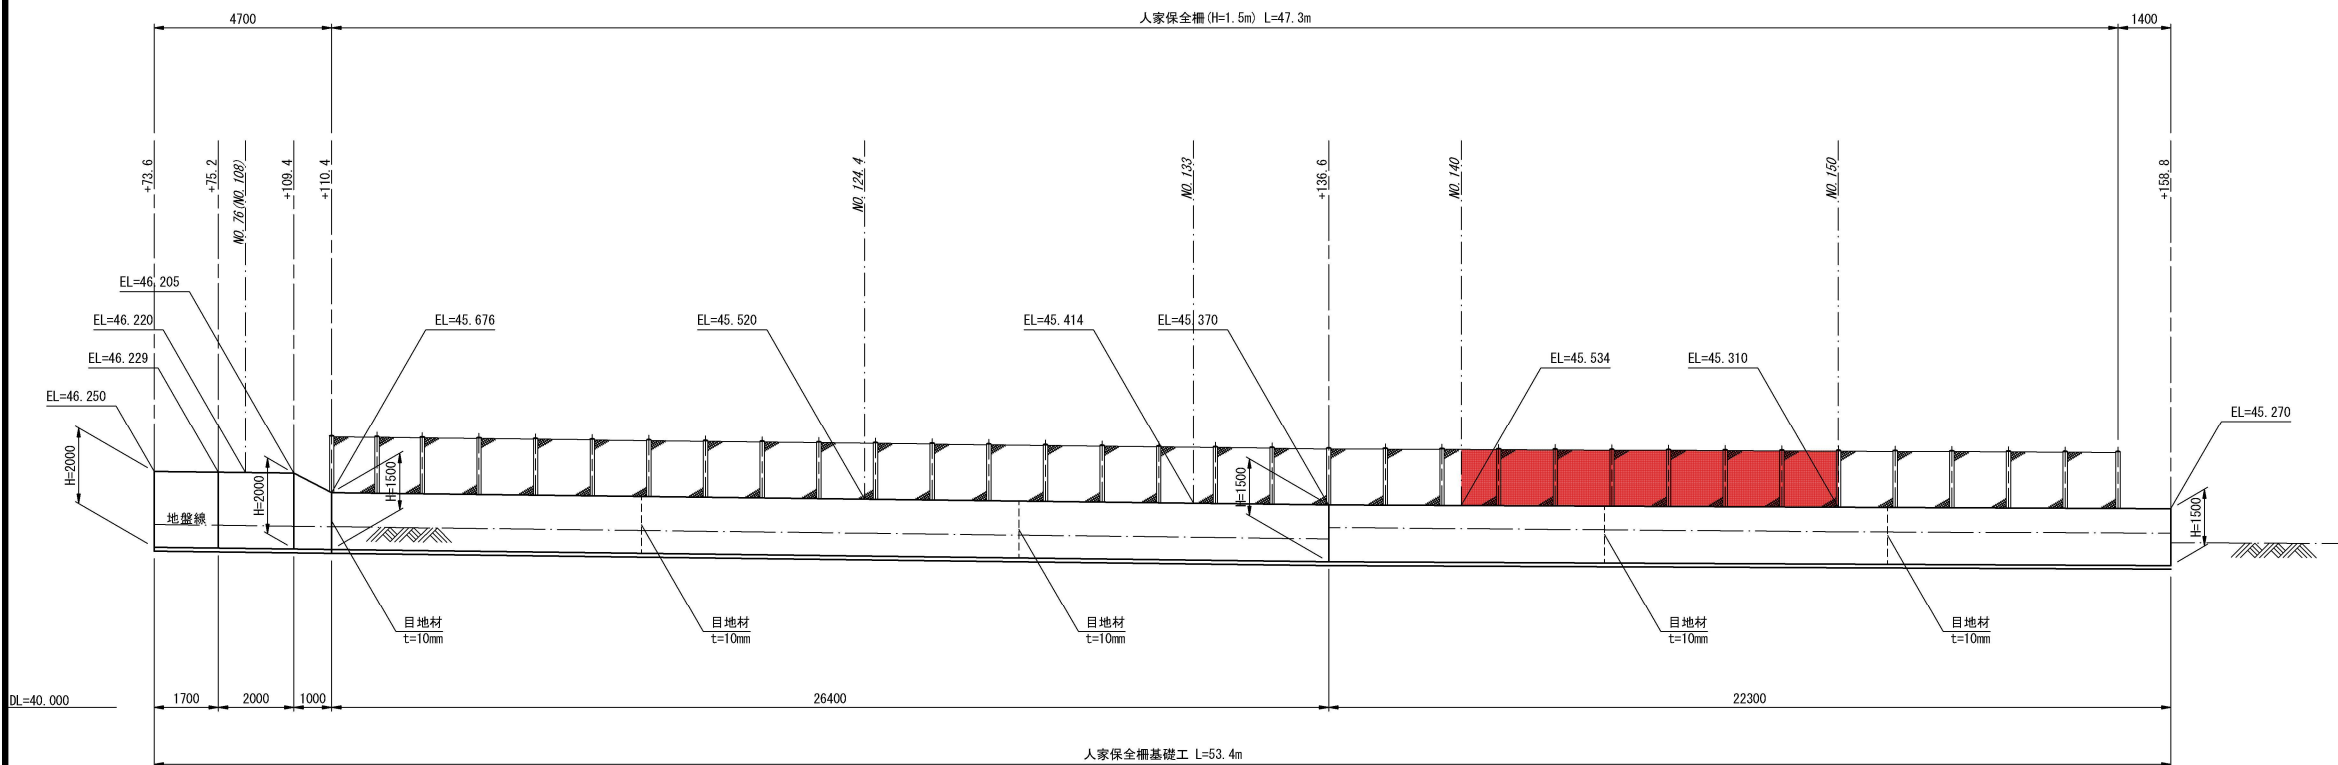 4700
人家保全柵(H=1.5m) L=47.3m
1400
+73.6
+75.2
NO.76(NO.108)
+109.4
+110.4
NO.124.4
NO.133
+136.6
NO.140
NO.150
+158.8
EL=46.205
EL=46.220
EL=45.676
EL=45.520
EL=45.414
EL=45.370
EL=46.229
EL=45.534
EL=45.310
EL=46.250
EL=45.270
H=2000
H=2000
H=1500
H=1500
H=1500
地盤線
目地材
t=10mm
目地材
t=10mm
目地材
t=10mm
目地材
t=10mm
目地材
t=10mm
DL=40.000
1700
2000
1000
26400
22300
人家保全柵基礎工 L=53.4m